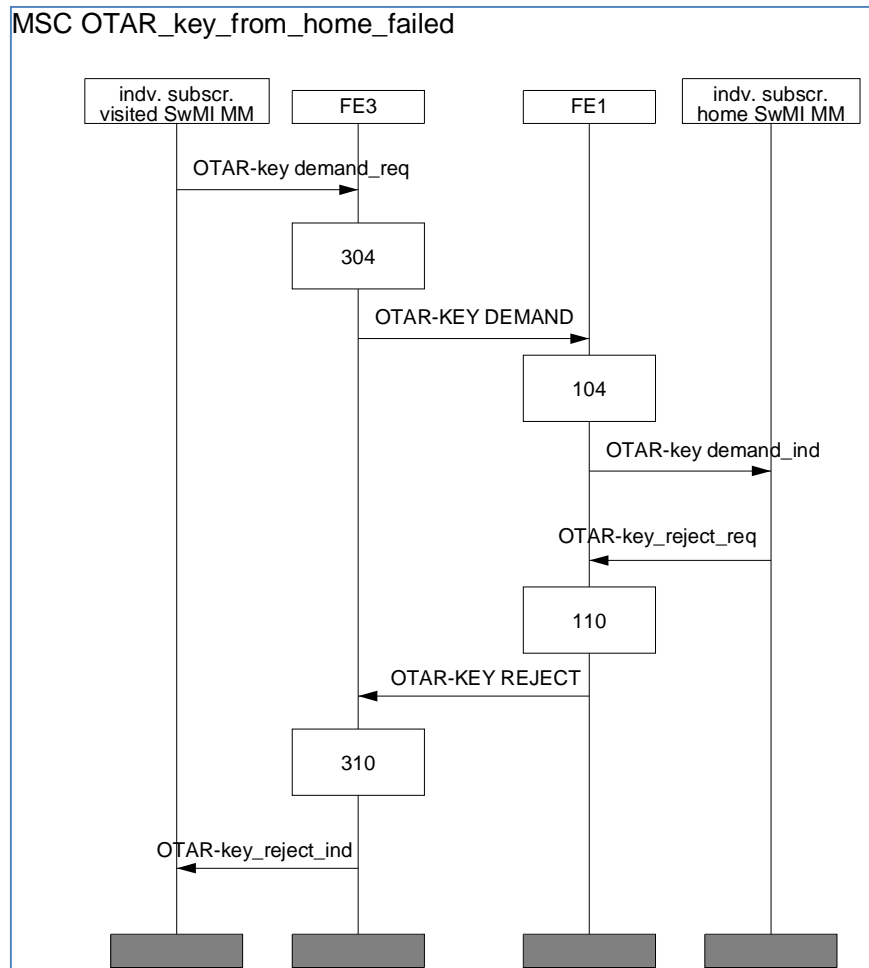 MSC OTAR_key_from_home_failed
indv. subscr.
visited SwMI MM
FE3
FE1
indv. subscr.
home SwMI MM
OTAR-key demand_req
304
OTAR-KEY DEMAND
104
OTAR-key demand_ind
OTAR-key_reject_req
110
OTAR-KEY REJECT
310
OTAR-key_reject_ind